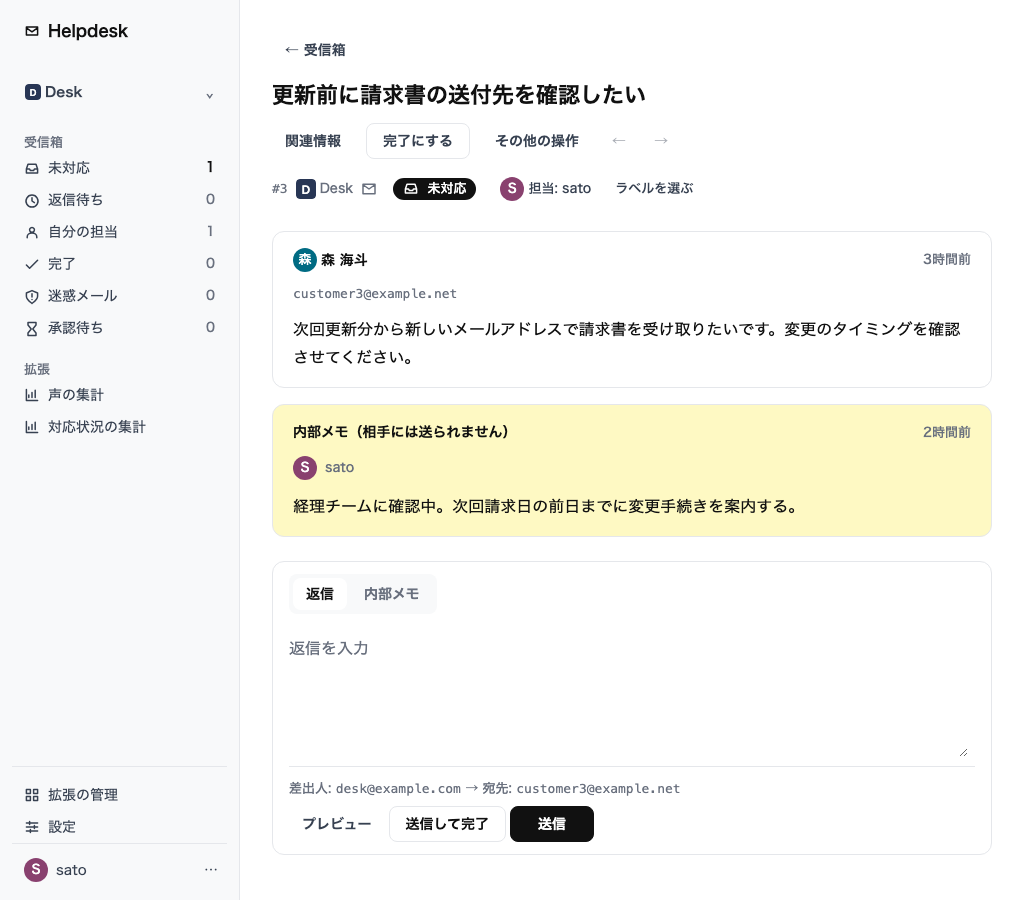 Helpdesk
D Desk
受信箱
未対応 1
返信待ち 0
自分の担当 1
完了 0
迷惑メール 0
承認待ち 0
拡張
声の集計
対応状況の集計
拡張の管理
設定
S sato ⋯
← 受信箱
更新前に請求書の送付先を確認したい
関連情報 完了にする その他の操作 ← →
#3 D Desk 未対応 S 担当: sato ラベルを選ぶ
森 森 海斗 3時間前
customer3@example.net
次回更新分から新しいメールアドレスで請求書を受け取りたいです。変更のタイミングを確認
させてください。
内部メモ（相手には送られません） 2時間前
S sato
経理チームに確認中。次回請求日の前日までに変更手続きを案内する。
返信 内部メモ
返信を入力
差出人: desk@example.com → 宛先: customer3@example.net
プレビュー 送信して完了 送信